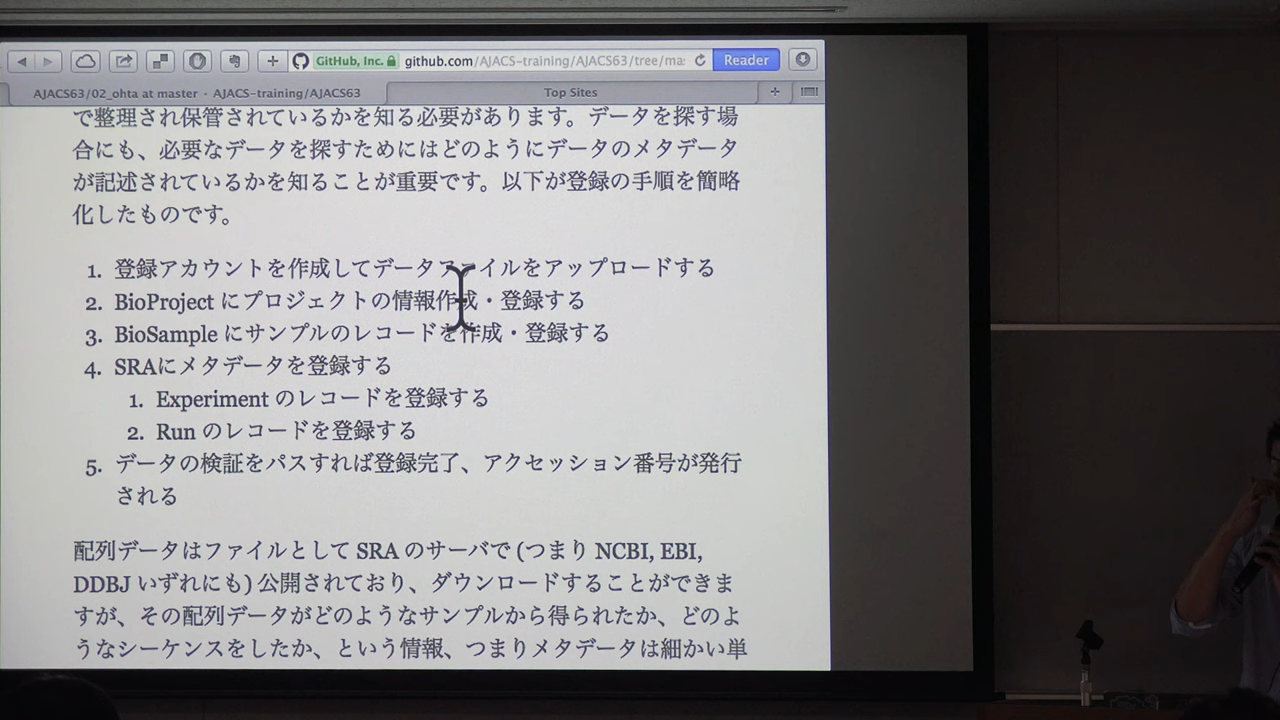 GitHub, Inc. github.com/AJACS-training/AJACS63/tree/ma Reader
AJACS63/02_ohta at master · AJACS-training/AJACS63 Top Sites
で整理され保管されているかを知る必要があります。データを探す場
合にも、必要なデータを探すためにはどのようにデータのメタデータ
が記述されているかを知ることが重要です。以下が登録の手順を簡略
化したものです。
1. 登録アカウントを作成してデータファイルをアップロードする
2. BioProject にプロジェクトの情報作成・登録する
3. BioSample にサンプルのレコードを作成・登録する
4. SRAにメタデータを登録する
1. Experiment のレコードを登録する
2. Run のレコードを登録する
5. データの検証をパスすれば登録完了、アクセッション番号が発行
される
配列データはファイルとして SRA のサーバで (つまり NCBI, EBI,
DDBJ いずれにも) 公開されており、ダウンロードすることができま
すが、その配列データがどのようなサンプルから得られたか、どのよ
うなシーケンスをしたか、という情報、つまりメタデータは細かい単